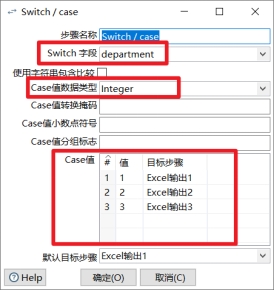 Switch / case
步骤名称 Switch / case
Switch 字段 department
使用字符串包含比较
Case值数据类型 Integer
Case值转换掩码
Case值小数点符号
Case值分组标志
Case值
# 值 目标步骤
1 1 Excel输出1
2 2 Excel输出2
3 3 Excel输出3
默认目标步骤 Excel输出1
Help 确定(O) 取消(C)